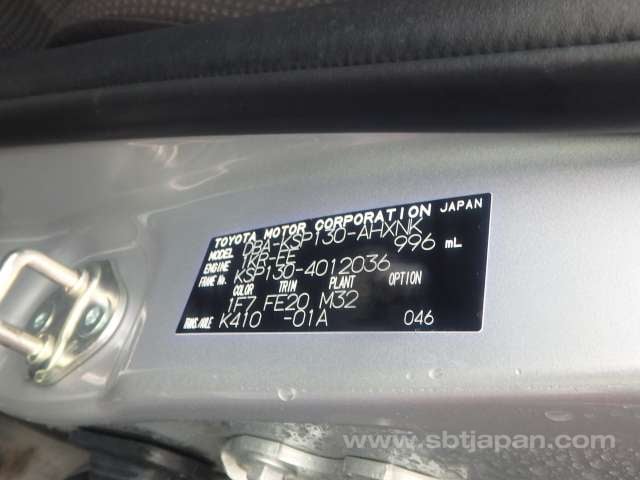 TOYOTA MOTOR CORPORATION JAPAN
MODEL DBA-KSP130-AHXNK
ENGINE 1KR-FE 996 mL
FRAME No. KSP130-4012036
COLOR TRIM PLANT OPTION
1F7 FE20 M32
TRANS./AXLE K410 -01A 046
www.sbtjapan.com